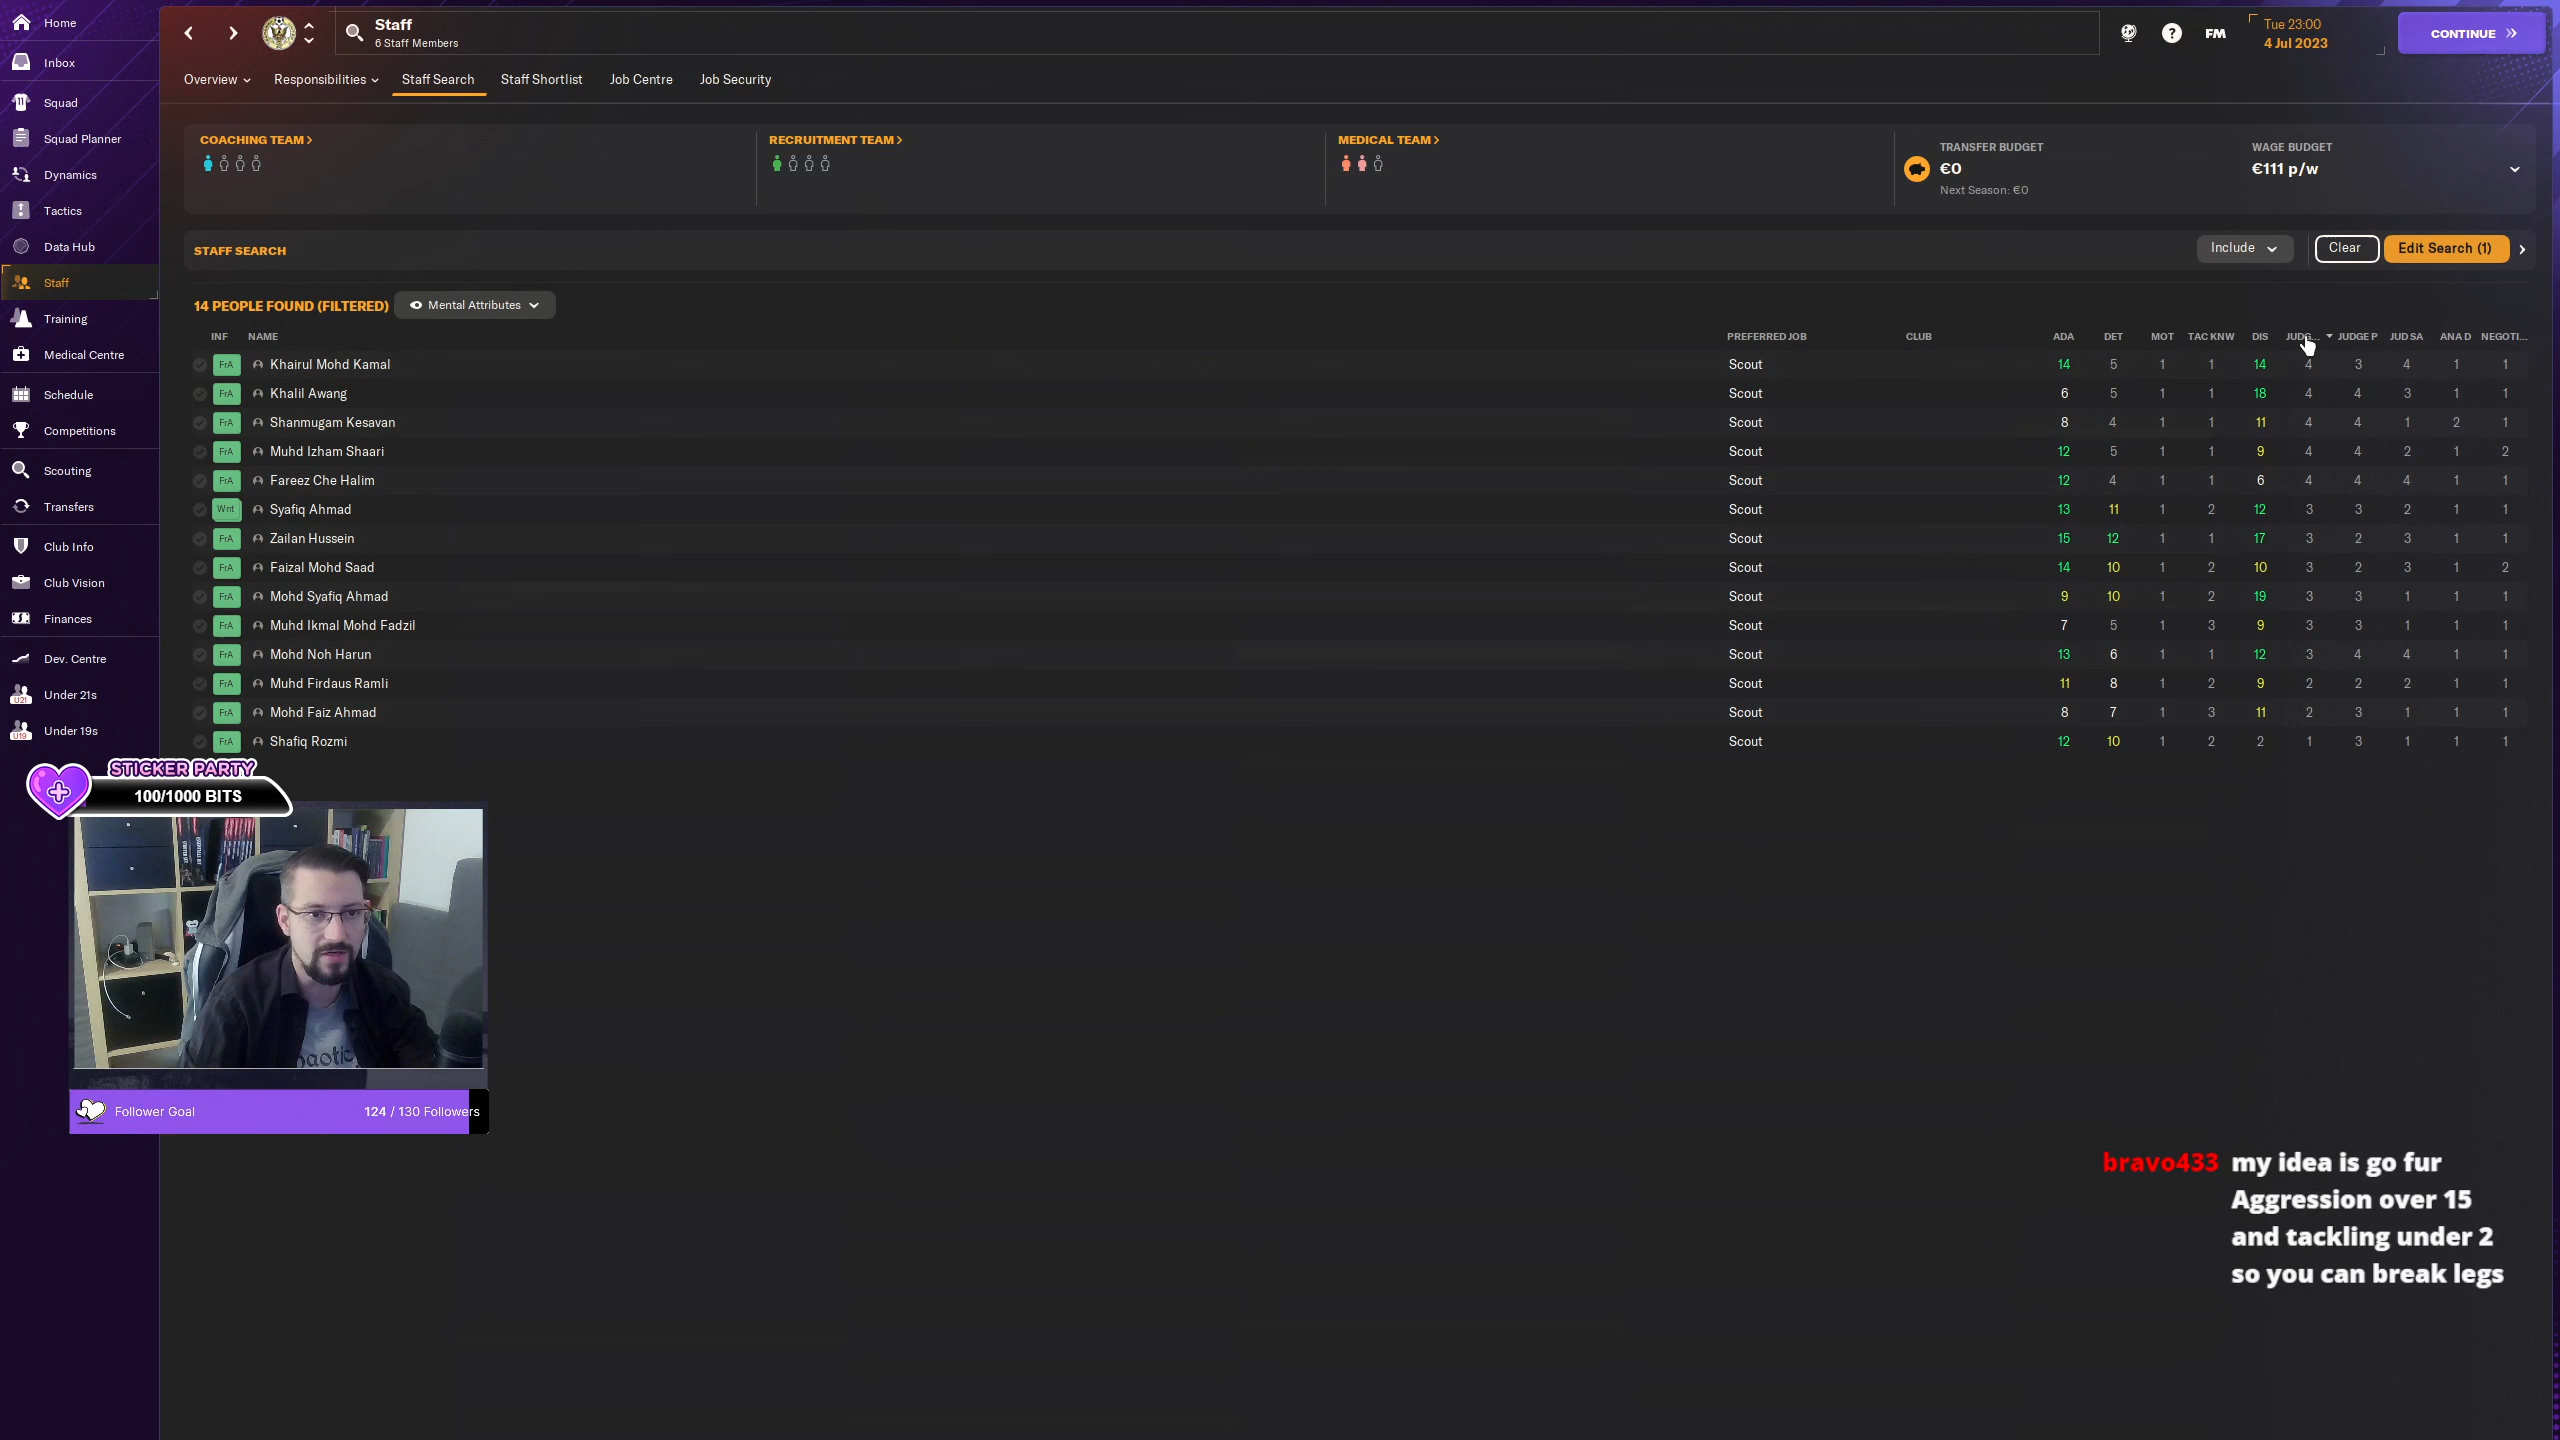 Home
Inbox
Squad
Squad Planner
Dynamics
Tactics
Data Hub
Staff
Training
Medical Centre
Schedule
Competitions
Scouting
Transfers
Club Info
Club Vision
Finances
Dev. Centre
U21
Under 21s
U19
Under 19s
Staff
6 Staff Members
FM
Tue 23:00
4 Jul 2023
CONTINUE
Overview Responsibilities Staff Search Staff Shortlist Job Centre Job Security
COACHING TEAM
RECRUITMENT TEAM
MEDICAL TEAM
TRANSFER BUDGET
€0
Next Season: €0
WAGE BUDGET
€111 p/w
STAFF SEARCH
Include
Clear
Edit Search (1)
14 PEOPLE FOUND (FILTERED) Mental Attributes
INF NAME PREFERRED JOB CLUB ADA DET MOT TAC KNW DIS JUDG... JUDGE P JUD SA ANA D NEGOTI...
FrA Khairul Mohd Kamal Scout 14 5 1 1 14 4 3 4 1 1
FrA Khalil Awang Scout 6 5 1 1 18 4 4 3 1 1
FrA Shanmugam Kesavan Scout 8 4 1 1 11 4 4 1 2 1
FrA Muhd Izham Shaari Scout 12 5 1 1 9 4 4 2 1 2
FrA Fareez Che Halim Scout 12 4 1 1 6 4 4 4 1 1
Wnt Syafiq Ahmad Scout 13 11 1 2 12 3 3 2 1 1
FrA Zailan Hussein Scout 15 12 1 1 17 3 2 3 1 1
FrA Faizal Mohd Saad Scout 14 10 1 2 10 3 2 3 1 2
FrA Mohd Syafiq Ahmad Scout 9 10 1 2 19 3 3 1 1 1
FrA Muhd Ikmal Mohd Fadzil Scout 7 5 1 3 9 3 3 1 1 1
FrA Mohd Noh Harun Scout 13 6 1 1 12 3 4 4 1 1
FrA Muhd Firdaus Ramli Scout 11 8 1 2 9 2 2 2 1 1
FrA Mohd Faiz Ahmad Scout 8 7 1 3 11 2 3 1 1 1
FrA Shafiq Rozmi Scout 12 10 1 2 2 1 3 1 1 1
STICKER PARTY
100/1000 BITS
Follower Goal 124 / 130 Followers
bravo433 my idea is go fur
Aggression over 15
and tackling under 2
so you can break legs